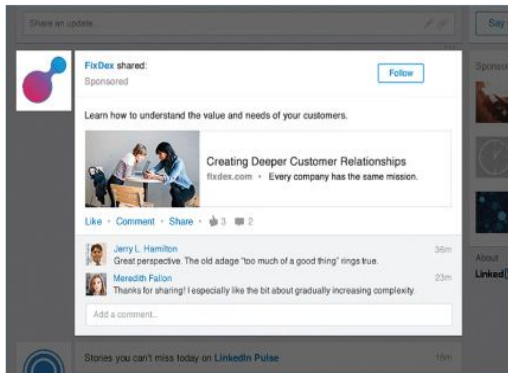 Share an update...
Say
FixDex shared:
Sponsored
Follow
Sponsor
Learn how to understand the value and needs of your customers.
Creating Deeper Customer Relationships
fixdex.com • Every company has the same mission.
Like • Comment • Share • 3 2
Jerry L. Hamilton 36m
Great perspective. The old adage "too much of a good thing" rings true.
Meredith Fallon 23m
Thanks for sharing! I especially like the bit about gradually increasing complexity.
About
Linked
Add a comment...
Stories you can't miss today on LinkedIn Pulse 18m